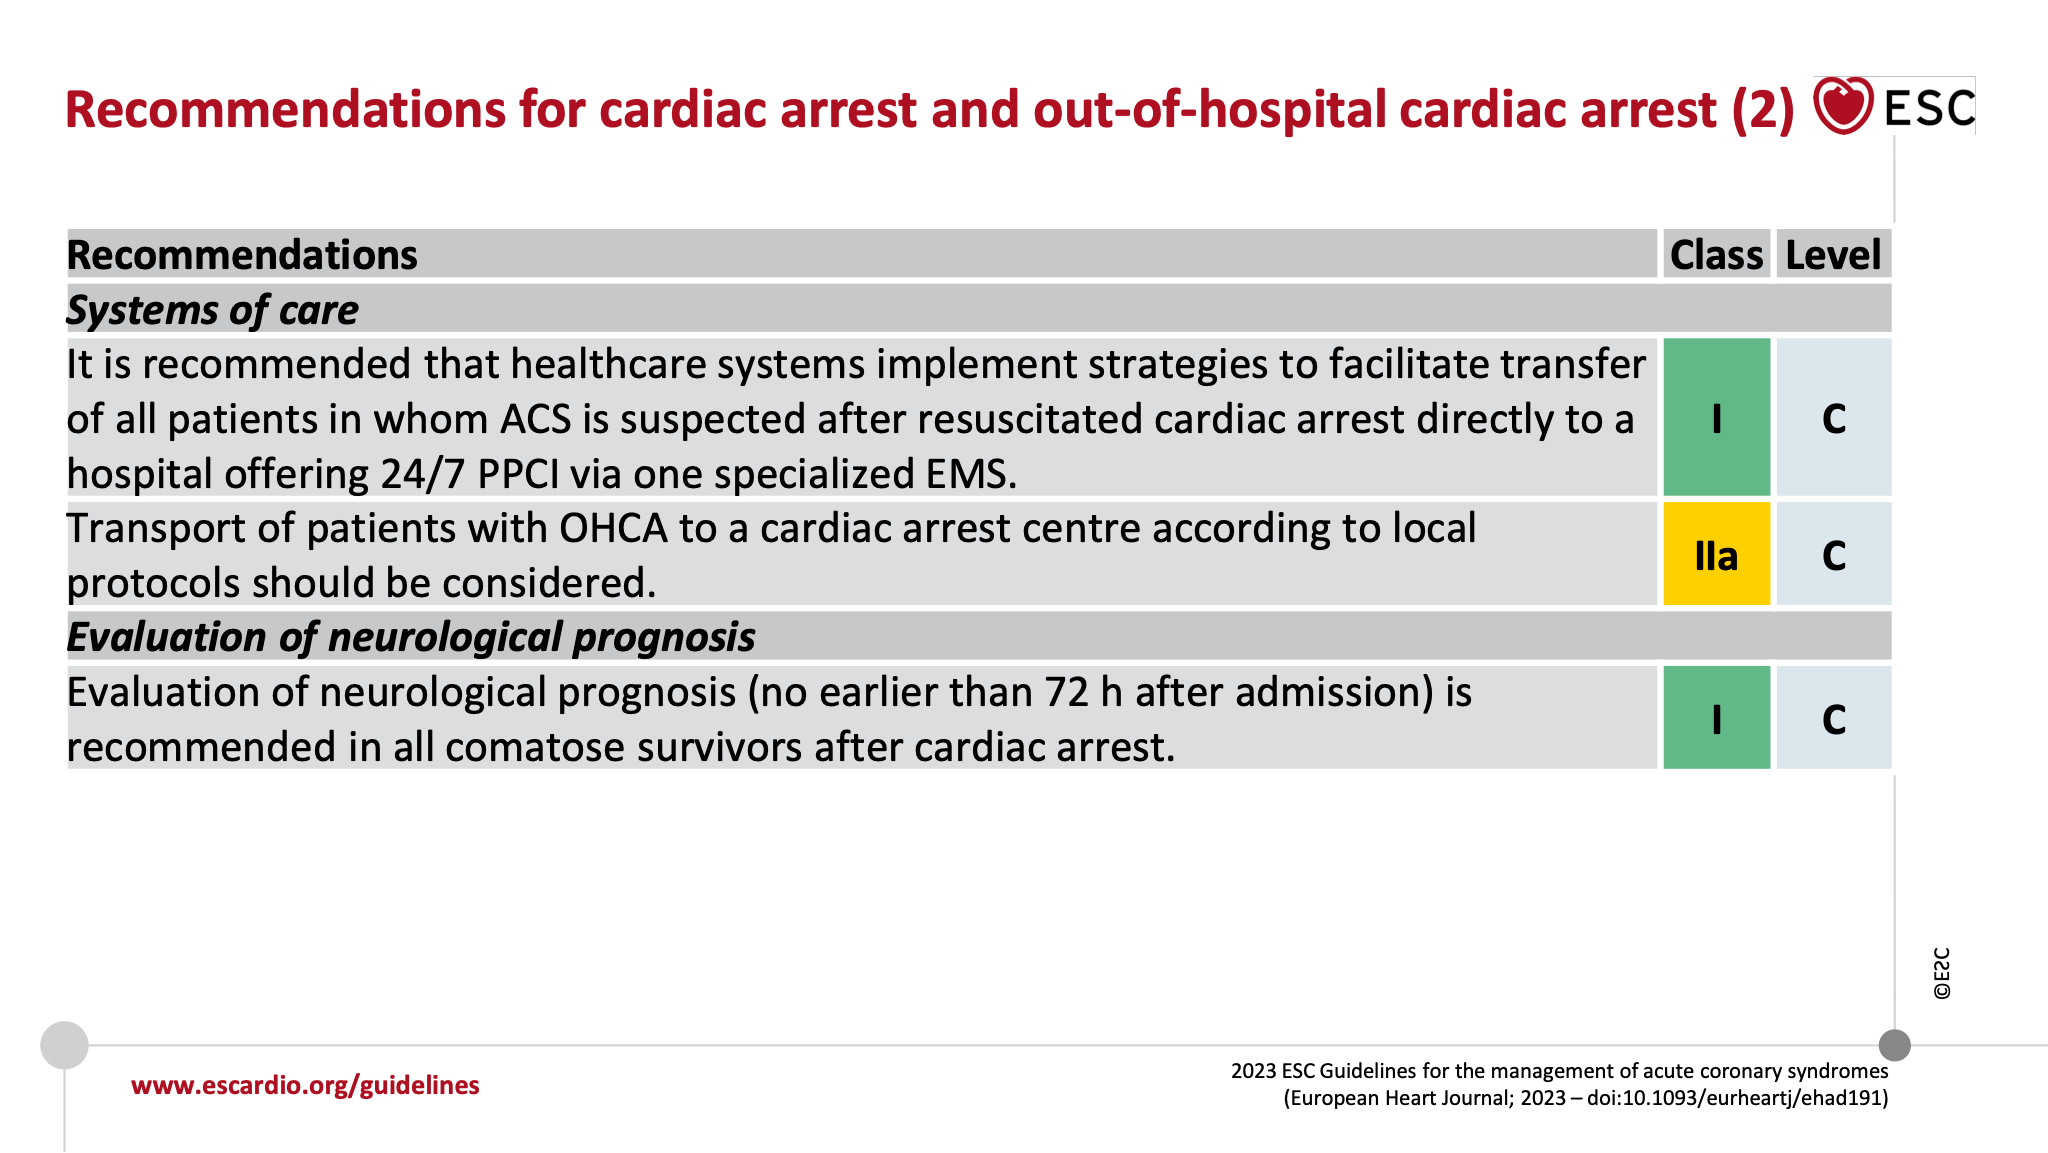 Recommendations for cardiac arrest and out-of-hospital cardiac arrest (2)
ESC
Recommendations Class Level
Systems of care
It is recommended that healthcare systems implement strategies to facilitate transfer
of all patients in whom ACS is suspected after resuscitated cardiac arrest directly to a
hospital offering 24/7 PPCI via one specialized EMS.
I C
Transport of patients with OHCA to a cardiac arrest centre according to local
protocols should be considered.
IIa C
Evaluation of neurological prognosis
Evaluation of neurological prognosis (no earlier than 72 h after admission) is
recommended in all comatose survivors after cardiac arrest.
I C
©ESC
www.escardio.org/guidelines
2023 ESC Guidelines for the management of acute coronary syndromes
(European Heart Journal; 2023 – doi:10.1093/eurheartj/ehad191)